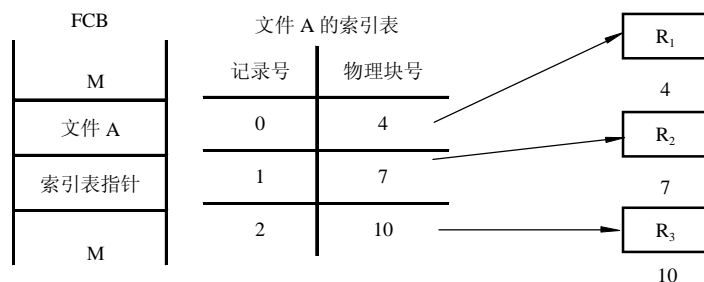 FCB
M
文件 A
索引表指针
M
文件 A 的索引表
记录号 物理块号
0 4
1 7
2 10
R₁
4
R₂
7
R₃
10